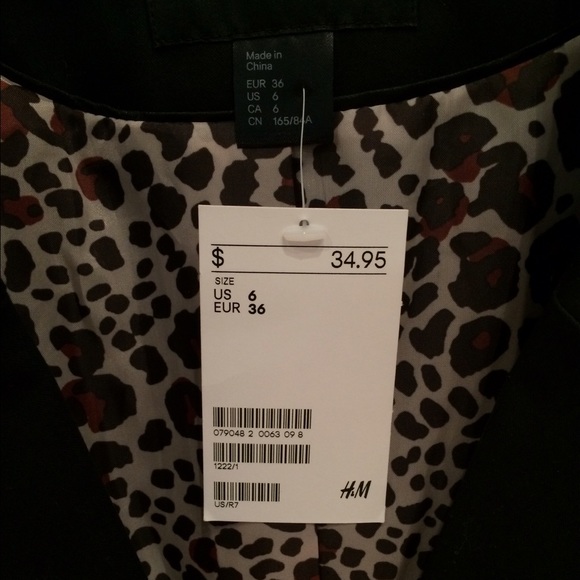 Made in
China
EUR 36
US 6
CA 6
CN 165/84A
$ 34.95
SIZE
US 6
EUR 36
079048 2 0063 09 8
1222/1
US/R7
H&M